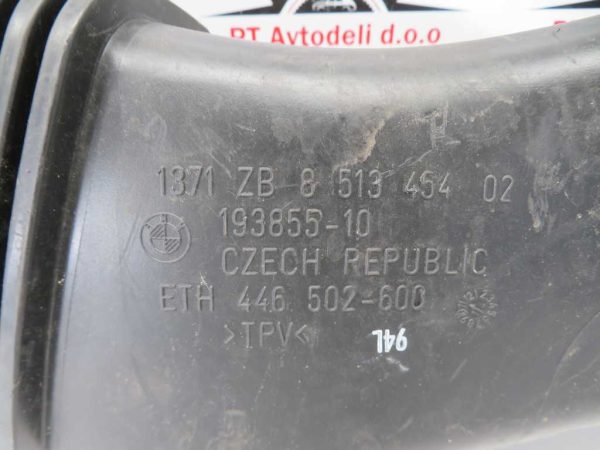 PT Avtodeli d.o.o
1371 ZB 8 513 454 02
193855-10
CZECH REPUBLIC
ETH 446 502-600
>TPV<
94L